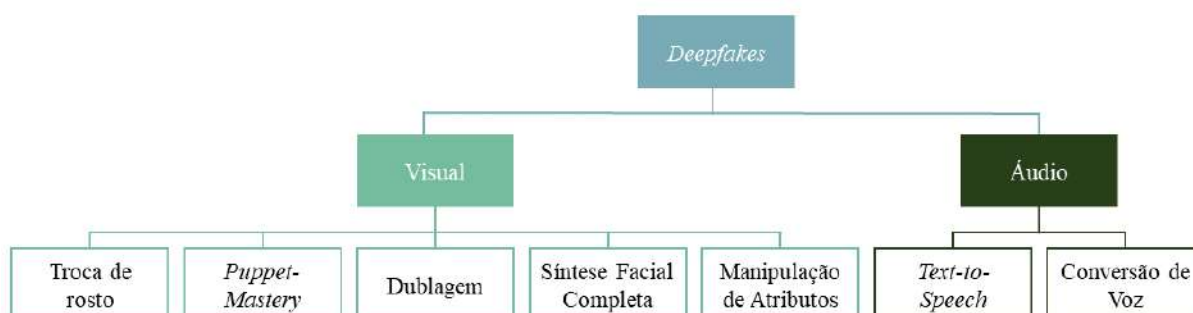 Deepfakes
Visual
Áudio
Troca de
rosto
Puppet-
Mastery
Dublagem
Síntese Facial
Completa
Manipulação
de Atributos
Text-to-
Speech
Conversão de
Voz